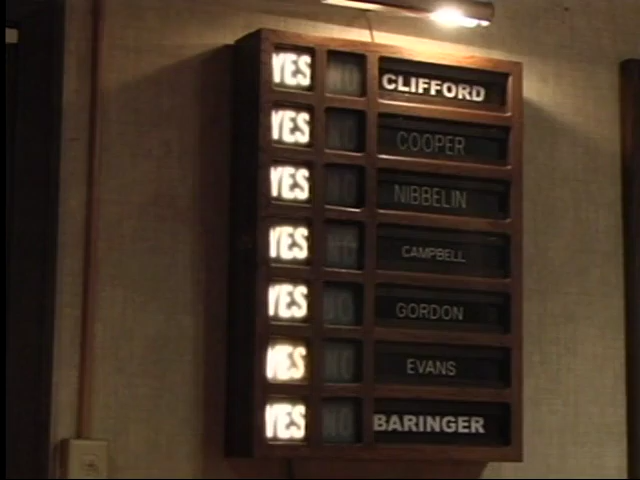 YES NO CLIFFORD
YES NO COOPER
YES NO NIBBELIN
YES NO CAMPBELL
YES NO GORDON
YES NO EVANS
YES NO BARINGER